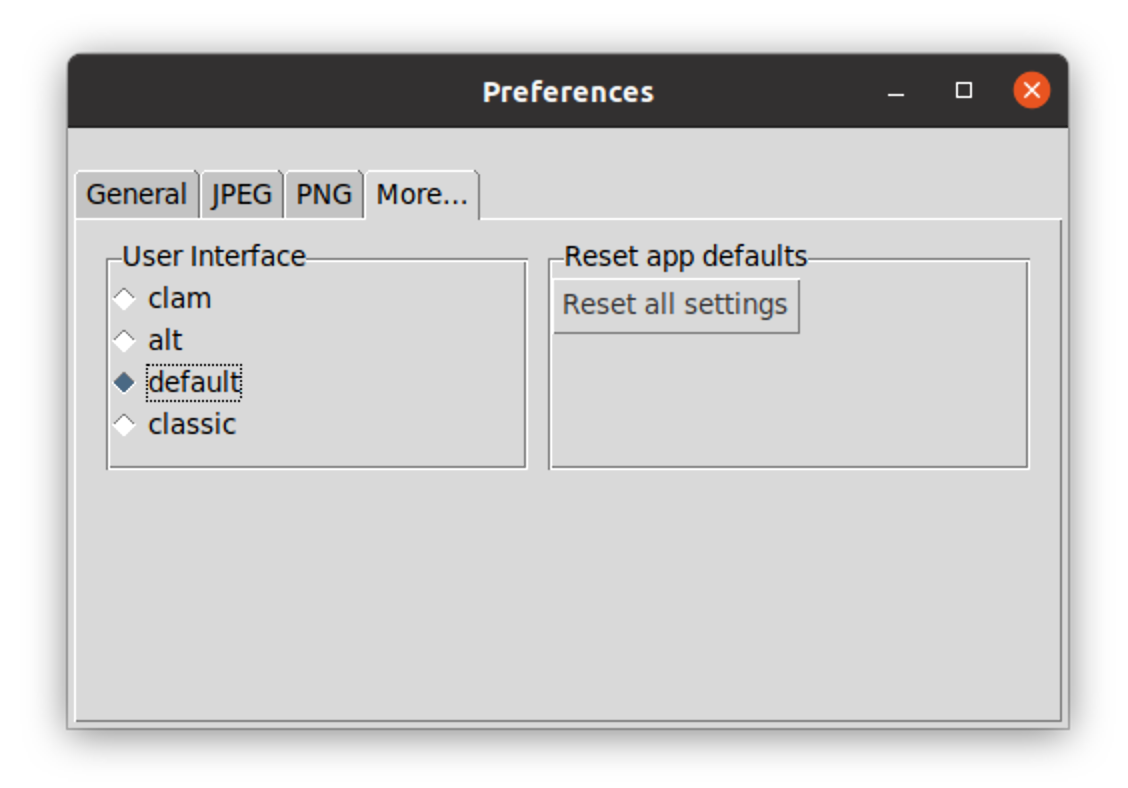 Preferences
General JPEG PNG More...
User Interface
clam
alt
default
classic
Reset app defaults
Reset all settings